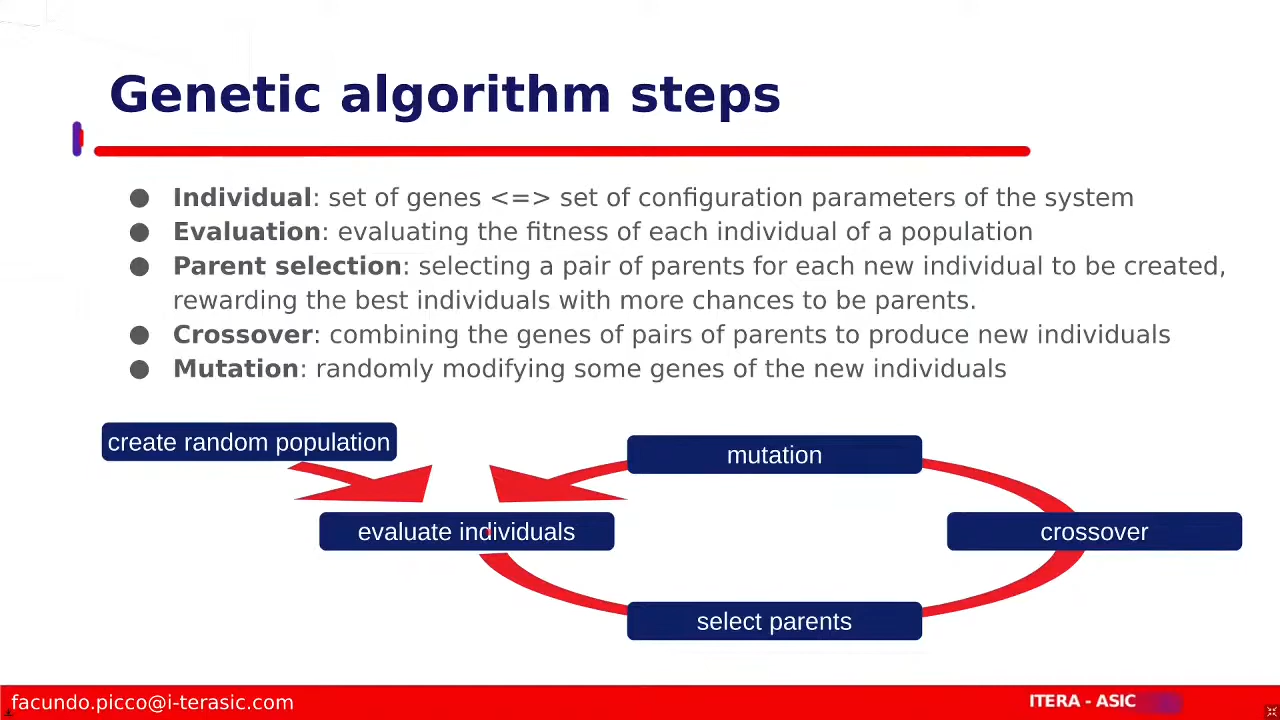 Genetic algorithm steps
● Individual: set of genes <=> set of configuration parameters of the system
● Evaluation: evaluating the fitness of each individual of a population
● Parent selection: selecting a pair of parents for each new individual to be created,
rewarding the best individuals with more chances to be parents.
● Crossover: combining the genes of pairs of parents to produce new individuals
● Mutation: randomly modifying some genes of the new individuals
create random population
mutation
evaluate individuals
crossover
select parents
facundo.picco@i-terasic.com
ITERA - ASIC